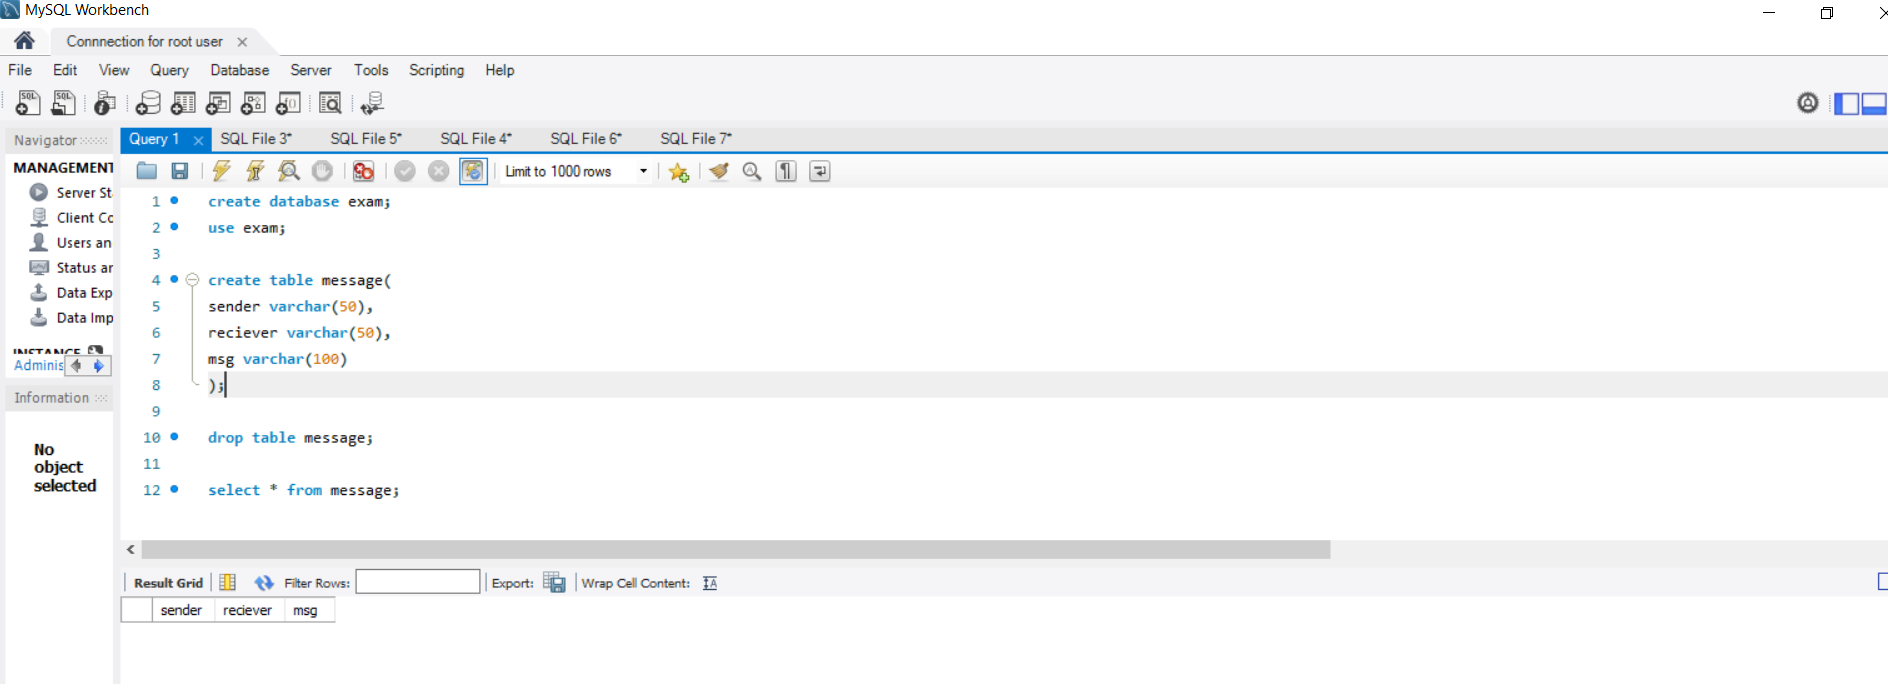 MySQL Workbench
Connnection for root user
File Edit View Query Database Server Tools Scripting Help
Navigator
Query 1 SQL File 3* SQL File 5* SQL File 4* SQL File 6* SQL File 7*
MANAGEMENT
Limit to 1000 rows
Server St
Client Co
Users an
Status ar
Data Exp
Data Imp
INSTANCE
Adminis
Information
No
object
selected
1 create database exam;
2 use exam;
3
4 create table message(
5 sender varchar(50),
6 reciever varchar(50),
7 msg varchar(100)
8 );
9
10 drop table message;
11
12 select * from message;
Result Grid Filter Rows: Export: Wrap Cell Content:
sender reciever msg